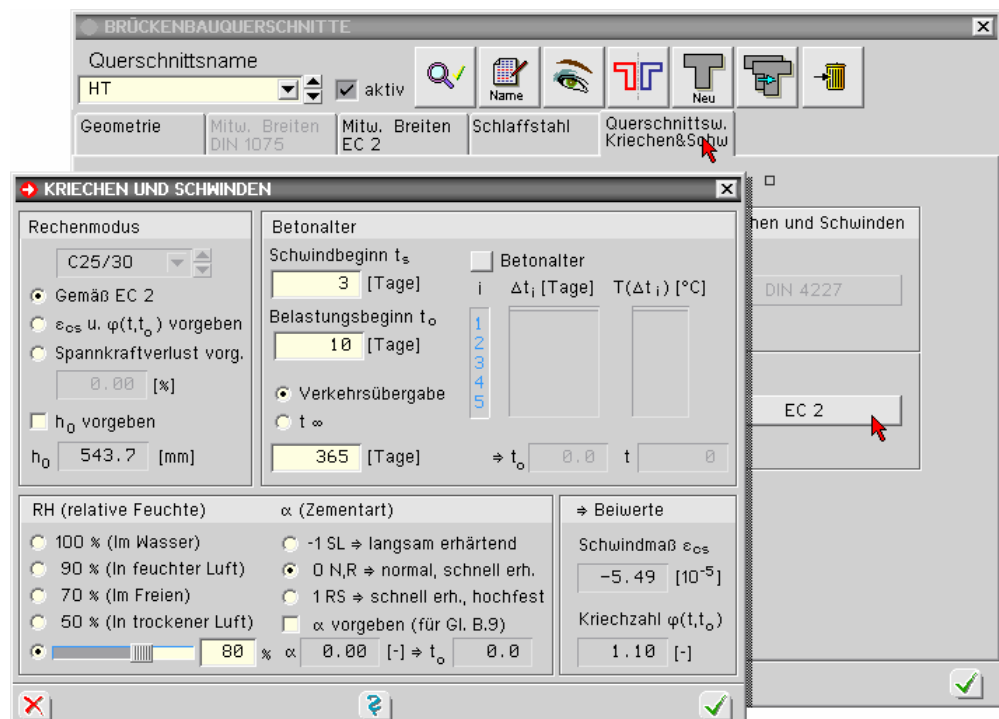 BRÜCKENBAUQUERSCHNITTE
Querschnittsname
HT
aktiv
Name
Neu
Geometrie
Mitw. Breiten
DIN 1075
Mitw. Breiten
EC 2
Schlaffstahl
Querschnittsw.
Kriechen&Schw
hen und Schwinden
DIN 4227
EC 2
KRIECHEN UND SCHWINDEN
Rechenmodus
C25/30
Gemäß EC 2
εcs u. φ(t,to) vorgeben
Spannkraftverlust vorg.
0.00 [%]
h0 vorgeben
h0 543.7 [mm]
Betonalter
Schwindbeginn ts
3 [Tage]
Belastungsbeginn to
10 [Tage]
Verkehrsübergabe
t ∞
365 [Tage]
Betonalter
i Δti [Tage] T(Δti) [°C]
1
2
3
4
5
⇒ to 0.0 t 0
RH (relative Feuchte)
100 % (Im Wasser)
90 % (In feuchter Luft)
70 % (Im Freien)
50 % (In trockener Luft)
80 %
α (Zementart)
-1 SL ⇒ langsam erhärtend
0 N,R ⇒ normal, schnell erh.
1 RS ⇒ schnell erh., hochfest
α vorgeben (für Gl. B.9)
α 0.00 [-] ⇒ to 0.0
⇒ Beiwerte
Schwindmaß εcs
-5.49 [10⁻⁵]
Kriechzahl φ(t,to)
1.10 [-]